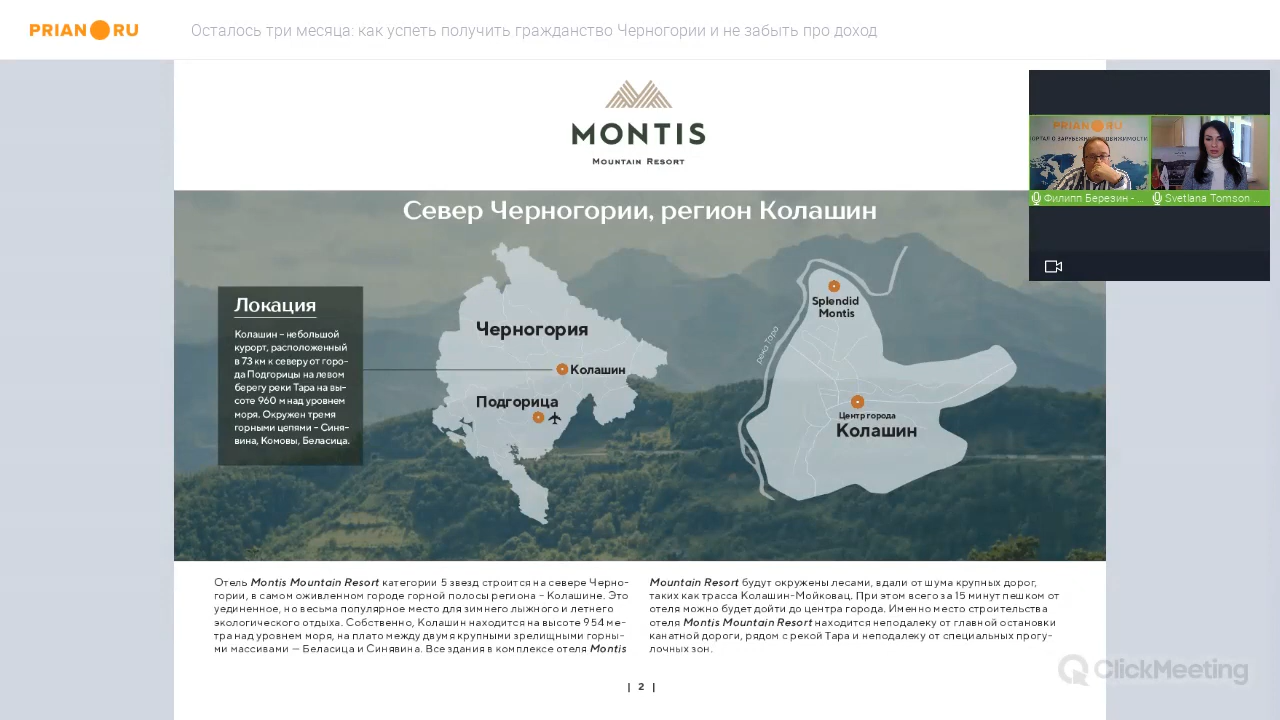 PRIAN RU
Осталось три месяца: как успеть получить гражданство Черногории и не забыть про доход
MONTIS
MOUNTAIN RESORT
Север Черногории, регион Колашин
Локация
Колашин – небольшой
курорт, расположенный
в 73 км к северу от горо-
да Подгорицы на левом
берегу реки Тара на вы-
соте 960 м над уровнем
моря. Окружен тремя
горными цепями – Синя-
вина, Комовы, Беласица.
Черногория
Колашин
Подгорица
Splendid
Montis
река Тара
Центр города
Колашин
PRIAN RU
Филипп Березин - ...
Svetlana Tomson ...
Отель Montis Mountain Resort категории 5 звезд строится на севере Черно-
гории, в самом оживленном городе горной полосы региона – Колашине. Это
уединенное, но весьма популярное место для зимнего лыжного и летнего
экологического отдыха. Собственно, Колашин находится на высоте 954 ме-
тра над уровнем моря, на плато между двумя крупными зрелищными горны-
ми массивами — Беласица и Синявина. Все здания в комплексе отеля Montis
Mountain Resort будут окружены лесами, вдали от шума крупных дорог,
таких как трасса Колашин-Мойковац. При этом всего за 15 минут пешком от
отеля можно будет дойти до центра города. Именно место строительства
отеля Montis Mountain Resort находится неподалеку от главной остановки
канатной дороги, рядом с рекой Тара и неподалеку от специальных прогу-
лочных зон.
| 2 |
ClickMeeting